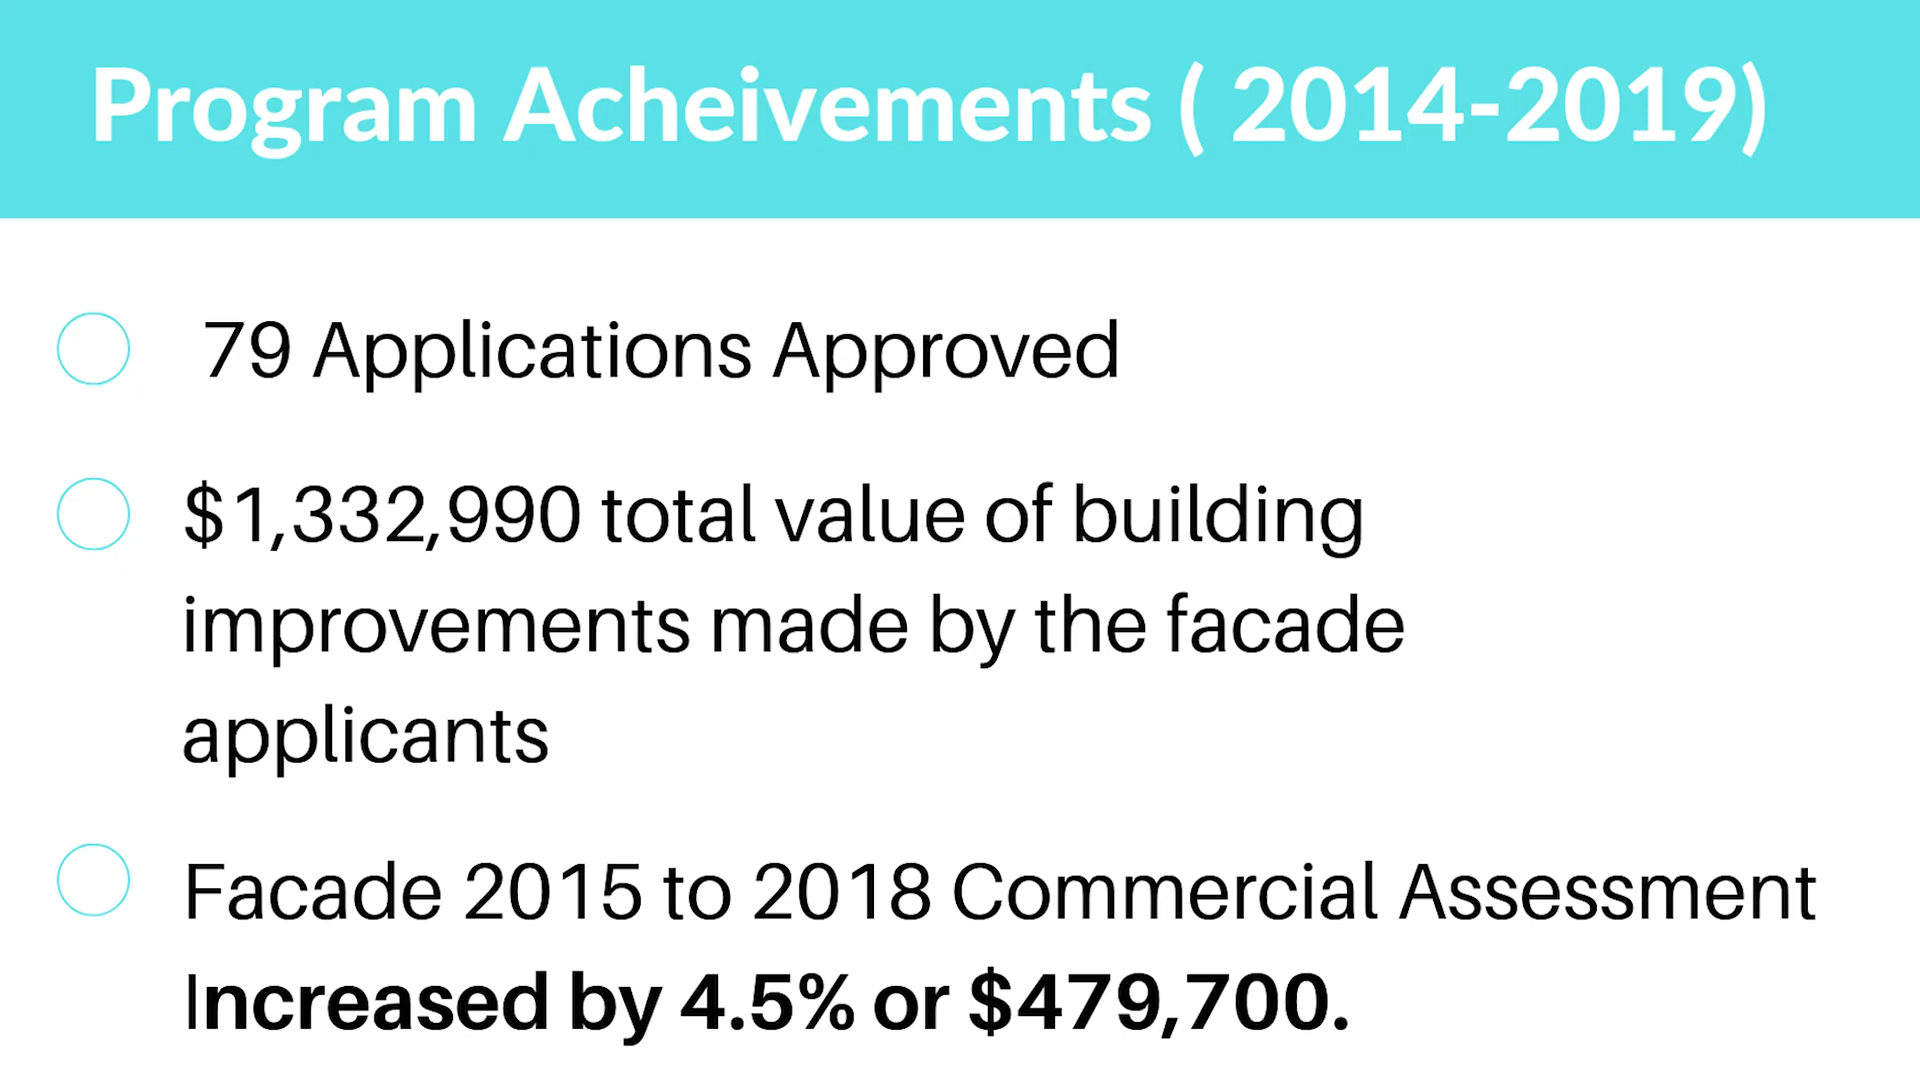 Program Acheivements ( 2014-2019)
79 Applications Approved
$1,332,990 total value of building
improvements made by the facade
applicants
Facade 2015 to 2018 Commercial Assessment
Increased by 4.5% or $479,700.